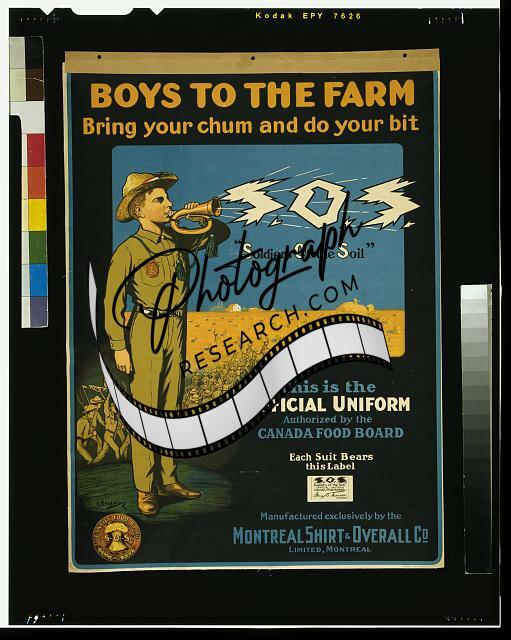 Kodak EPY 7626
BOYS TO THE FARM
Bring your chum and do your bit
S.O.S.
"Soldiers of the Soil"
Photograph
RESEARCH.COM
This is the
OFFICIAL UNIFORM
Authorized by the
CANADA FOOD BOARD
Each Suit Bears
this Label
S.O.S.
Manufactured exclusively by the
MONTREAL SHIRT & OVERALL CO
LIMITED, MONTREAL